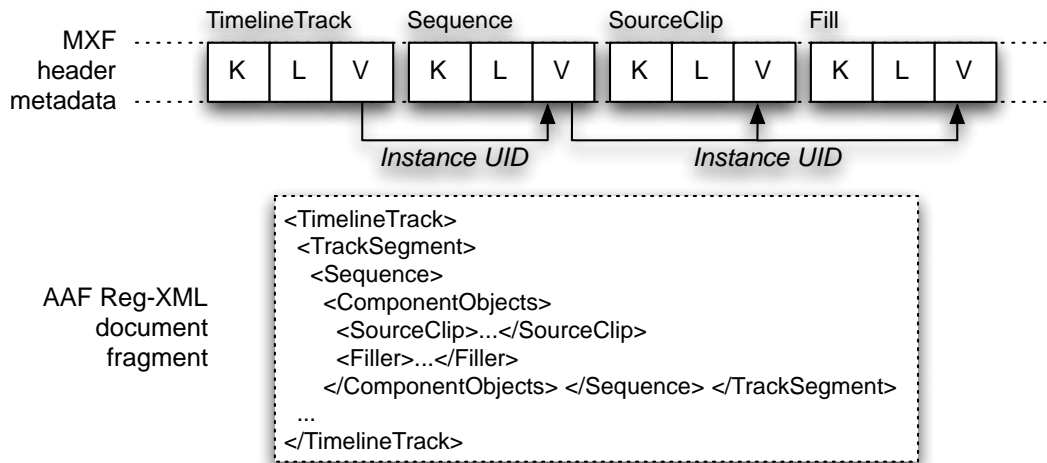 TimelineTrack Sequence SourceClip Fill
MXF
header
metadata
K L V K L V K L V K L V
Instance UID Instance UID
<TimelineTrack>
<TrackSegment>
<Sequence>
<ComponentObjects>
<SourceClip>...</SourceClip>
<Filler>...</Filler>
</ComponentObjects> </Sequence> </TrackSegment>
...
</TimelineTrack>
AAF Reg-XML
document
fragment